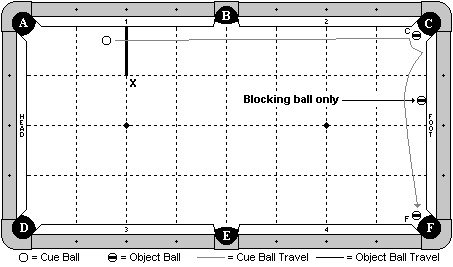 A B C
1 2
C
X
Blocking ball only
HEAD FOOT
F
3 4
D E F
= Cue Ball = Object Ball = Cue Ball Travel = Object Ball Travel